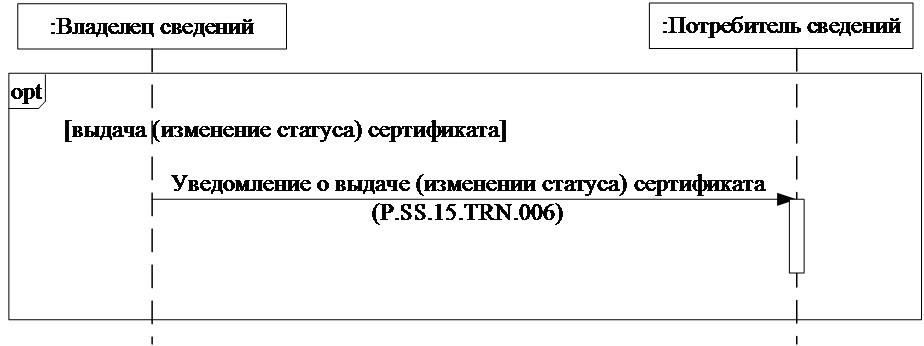 :Владелец сведений
:Потребитель сведений
opt
[выдача (изменение статуса) сертификата]
Уведомление о выдаче (изменении статуса) сертификата
(P.SS.15.TRN.006)